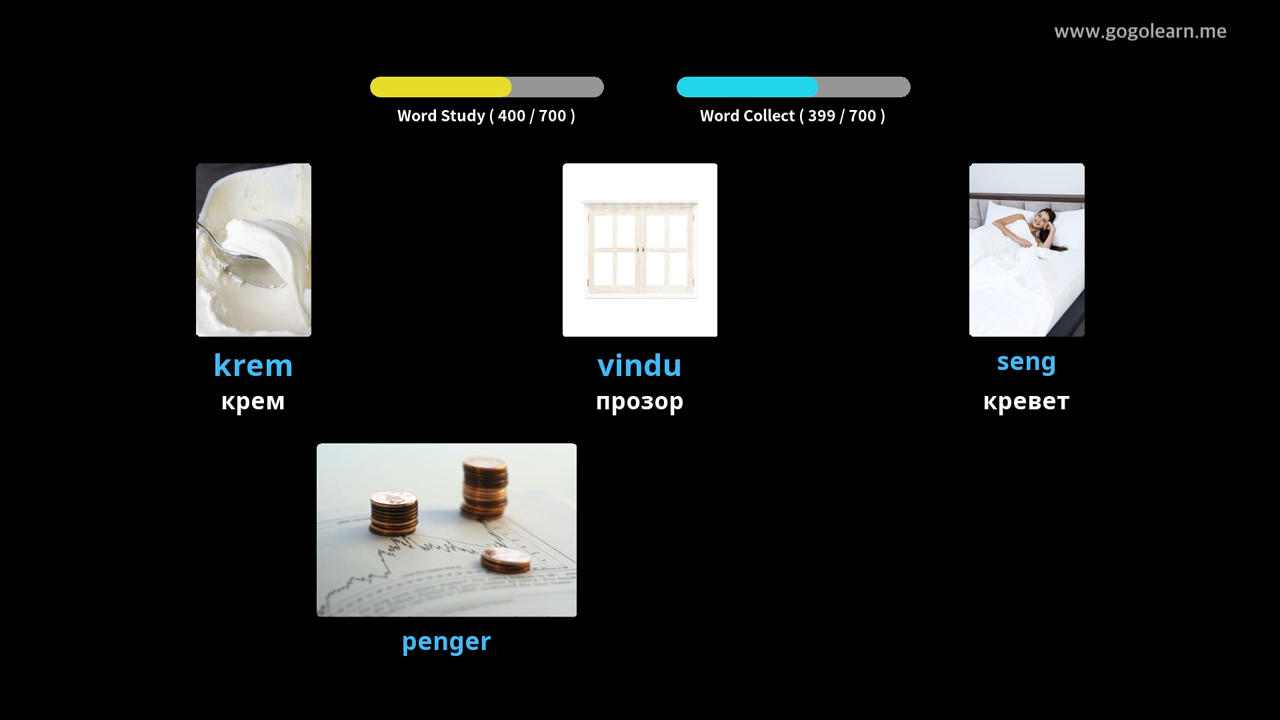 www.gogolearn.me
Word Study ( 400 / 700 )
Word Collect ( 399 / 700 )
krem
крем
vindu
прозор
seng
кревет
penger